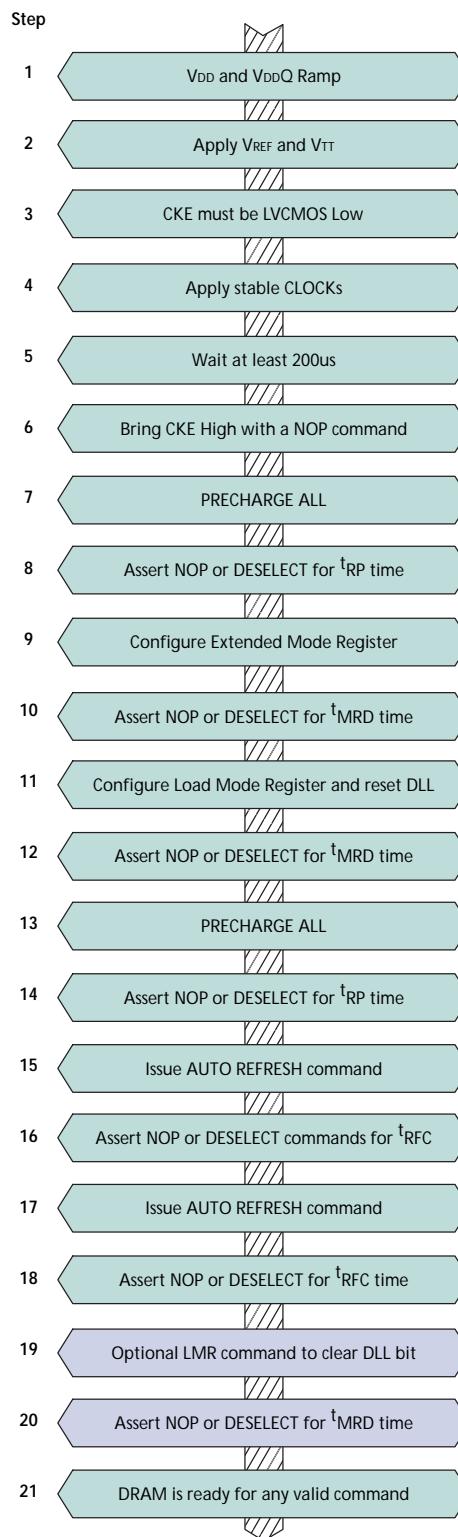 Step
1 VDD and VDDQ Ramp
2 Apply VREF and VTT
3 CKE must be LVCMOS Low
4 Apply stable CLOCKs
5 Wait at least 200us
6 Bring CKE High with a NOP command
7 PRECHARGE ALL
8 Assert NOP or DESELECT for tRP time
9 Configure Extended Mode Register
10 Assert NOP or DESELECT for tMRD time
11 Configure Load Mode Register and reset DLL
12 Assert NOP or DESELECT for tMRD time
13 PRECHARGE ALL
14 Assert NOP or DESELECT for tRP time
15 Issue AUTO REFRESH command
16 Assert NOP or DESELECT commands for tRFC
17 Issue AUTO REFRESH command
18 Assert NOP or DESELECT for tRFC time
19 Optional LMR command to clear DLL bit
20 Assert NOP or DESELECT for tMRD time
21 DRAM is ready for any valid command